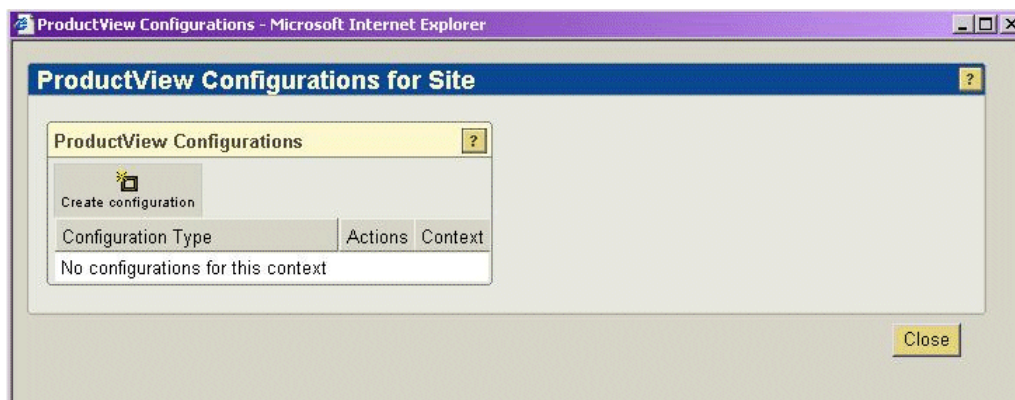 ProductView Configurations - Microsoft Internet Explorer
ProductView Configurations for Site ?
ProductView Configurations ?
Create configuration
Configuration Type Actions Context
No configurations for this context
Close